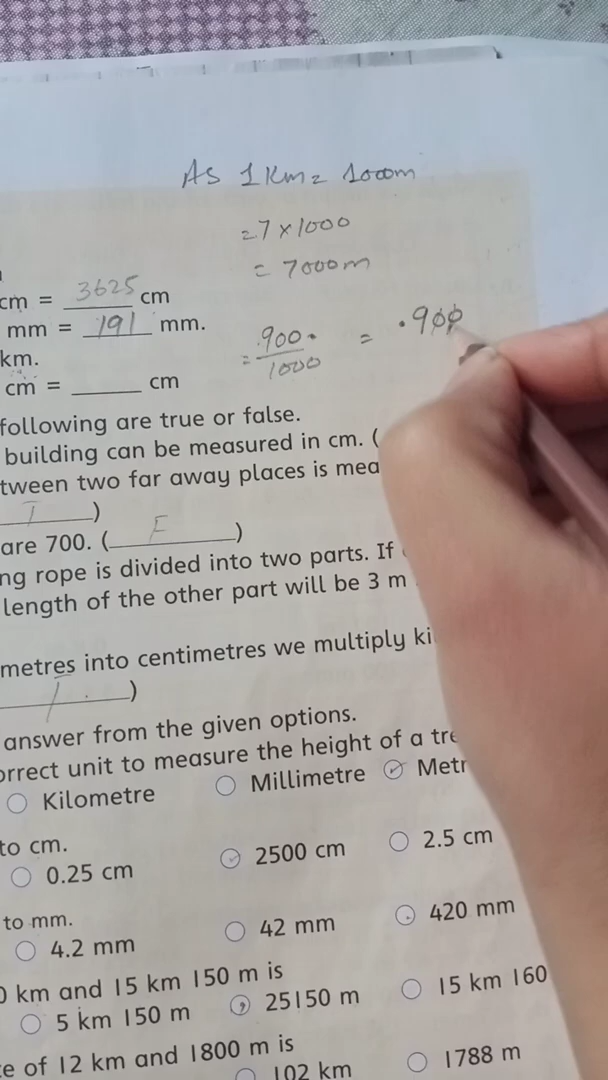 As 1Km = 1000m
= 7 x 1000
= 7000m
cm = 3625 cm
mm = 191 mm.
= 900. / 1000 = .900
km.
cm = ______ cm
following are true or false.
building can be measured in cm. (
tween two far away places is mea
T )
are 700. ( F )
ng rope is divided into two parts. If
length of the other part will be 3 m
metres into centimetres we multiply ki
)
answer from the given options.
orrect unit to measure the height of a tre
Kilometre Millimetre Metr
to cm.
0.25 cm 2500 cm 2.5 cm
to mm.
4.2 mm 42 mm 420 mm
0 km and 15 km 150 m is
5 km 150 m 25150 m 15 km 160
e of 12 km and 1800 m is
102 km 1788 m